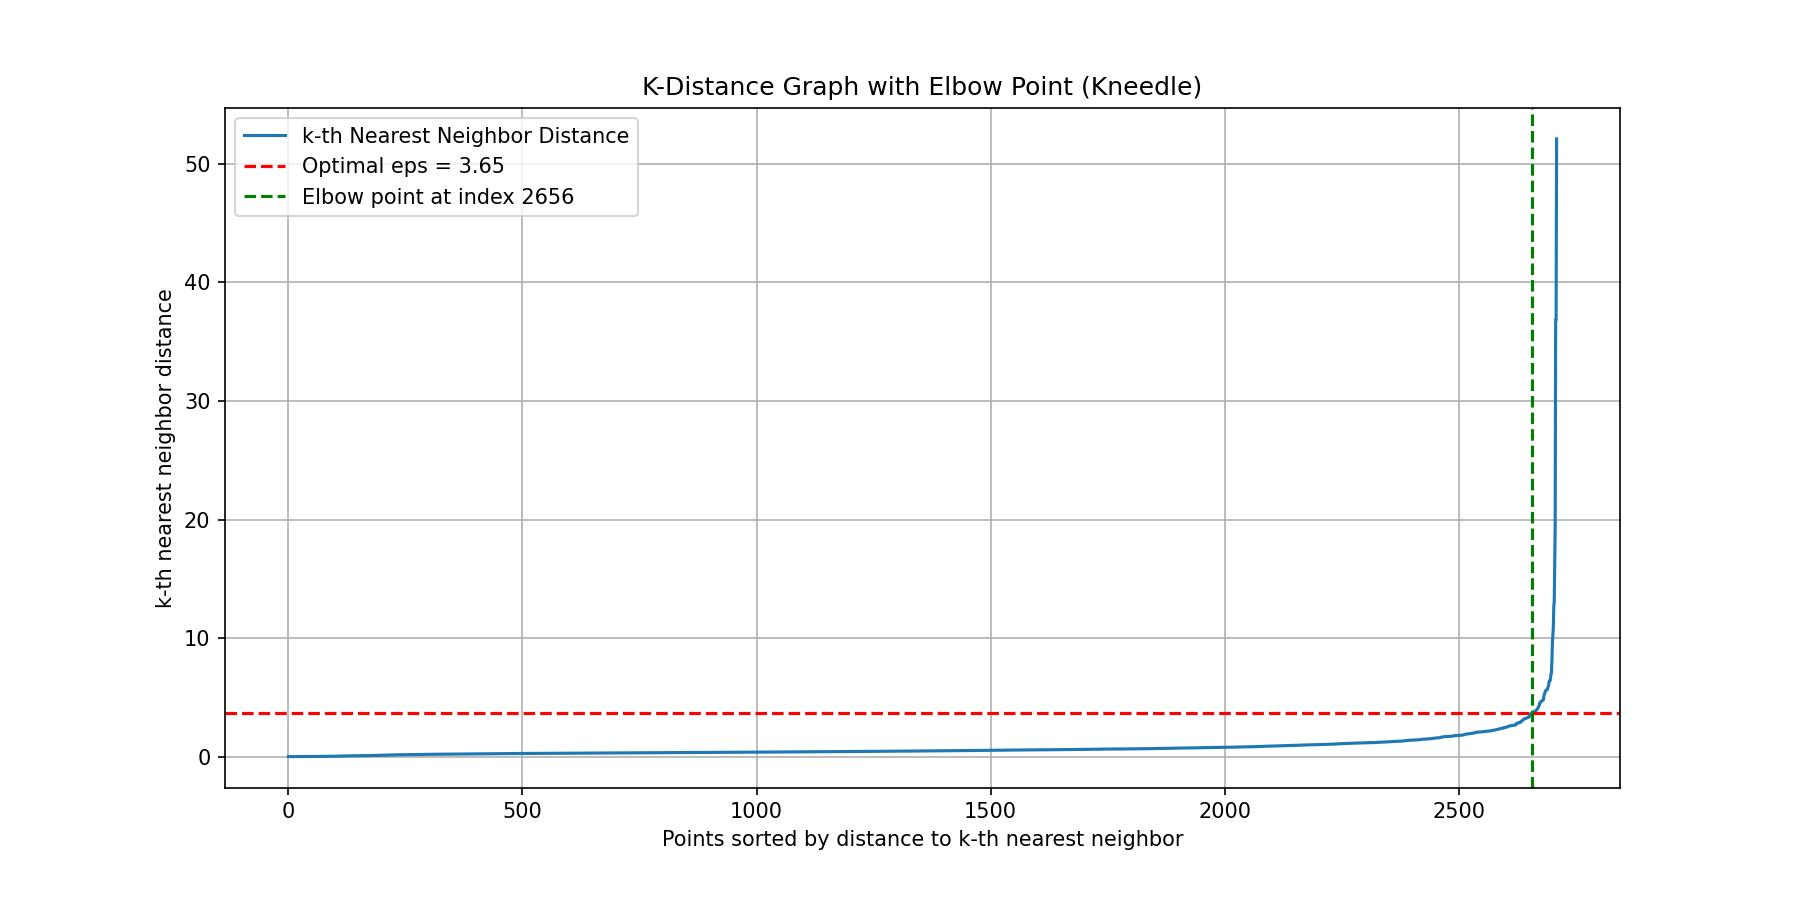 K-Distance Graph with Elbow Point (Kneedle)
k-th Nearest Neighbor Distance
Optimal eps = 3.65
Elbow point at index 2656
k-th nearest neighbor distance
50
40
30
20
10
0
0 500 1000 1500 2000 2500
Points sorted by distance to k-th nearest neighbor